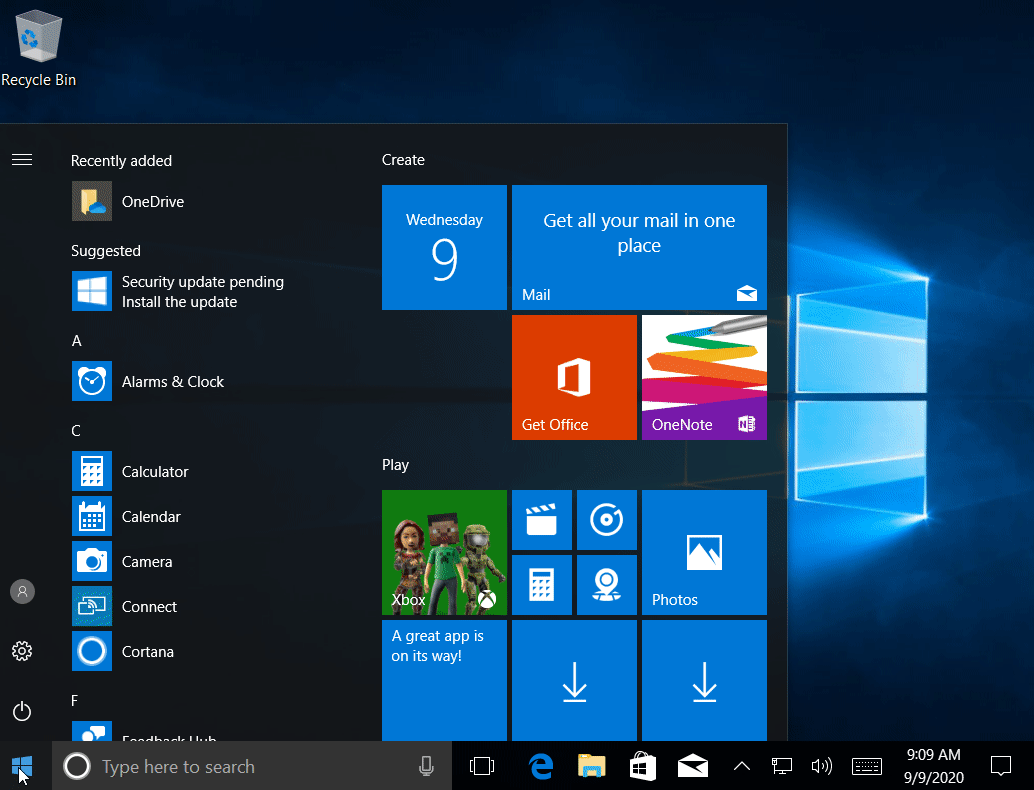 Recycle Bin
Recently added
OneDrive
Suggested
Security update pending
Install the update
A
Alarms & Clock
C
Calculator
Calendar
Camera
Connect
Cortana
F
Feedback Hub
Create
Wednesday
9
Get all your mail in one
place
Mail
Get Office
OneNote
N
Play
Xbox
Photos
A great app is
on its way!
Type here to search
9:09 AM
9/9/2020